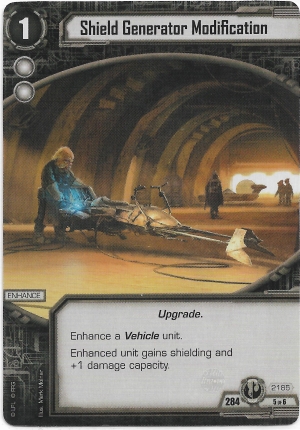 1
Shield Generator Modification
ENHANCE
Upgrade.
Enhance a Vehicle unit.
Enhanced unit gains shielding and
+1 damage capacity.
2185
284
5 of 6